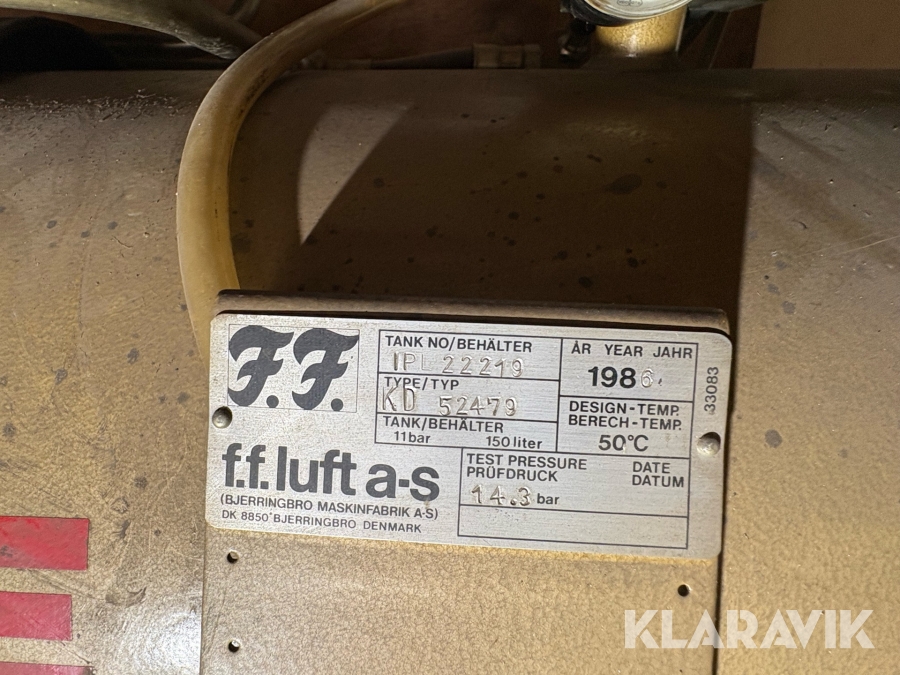 F.F.
f.f. luft a-s
(BJERRINGBRO MASKINFABRIK A-S)
DK 8850 BJERRINGBRO DENMARK
TANK NO/BEHÄLTER
IPL 22219
TYPE/TYP
KD 52479
TANK/BEHÄLTER
11bar 150 liter
ÅR YEAR JAHR
1986
DESIGN-TEMP.
BERECH-TEMP.
50°C
TEST PRESSURE
PRÜFDRUCK
14.3 bar
DATE
DATUM
33083
KLARAVIK